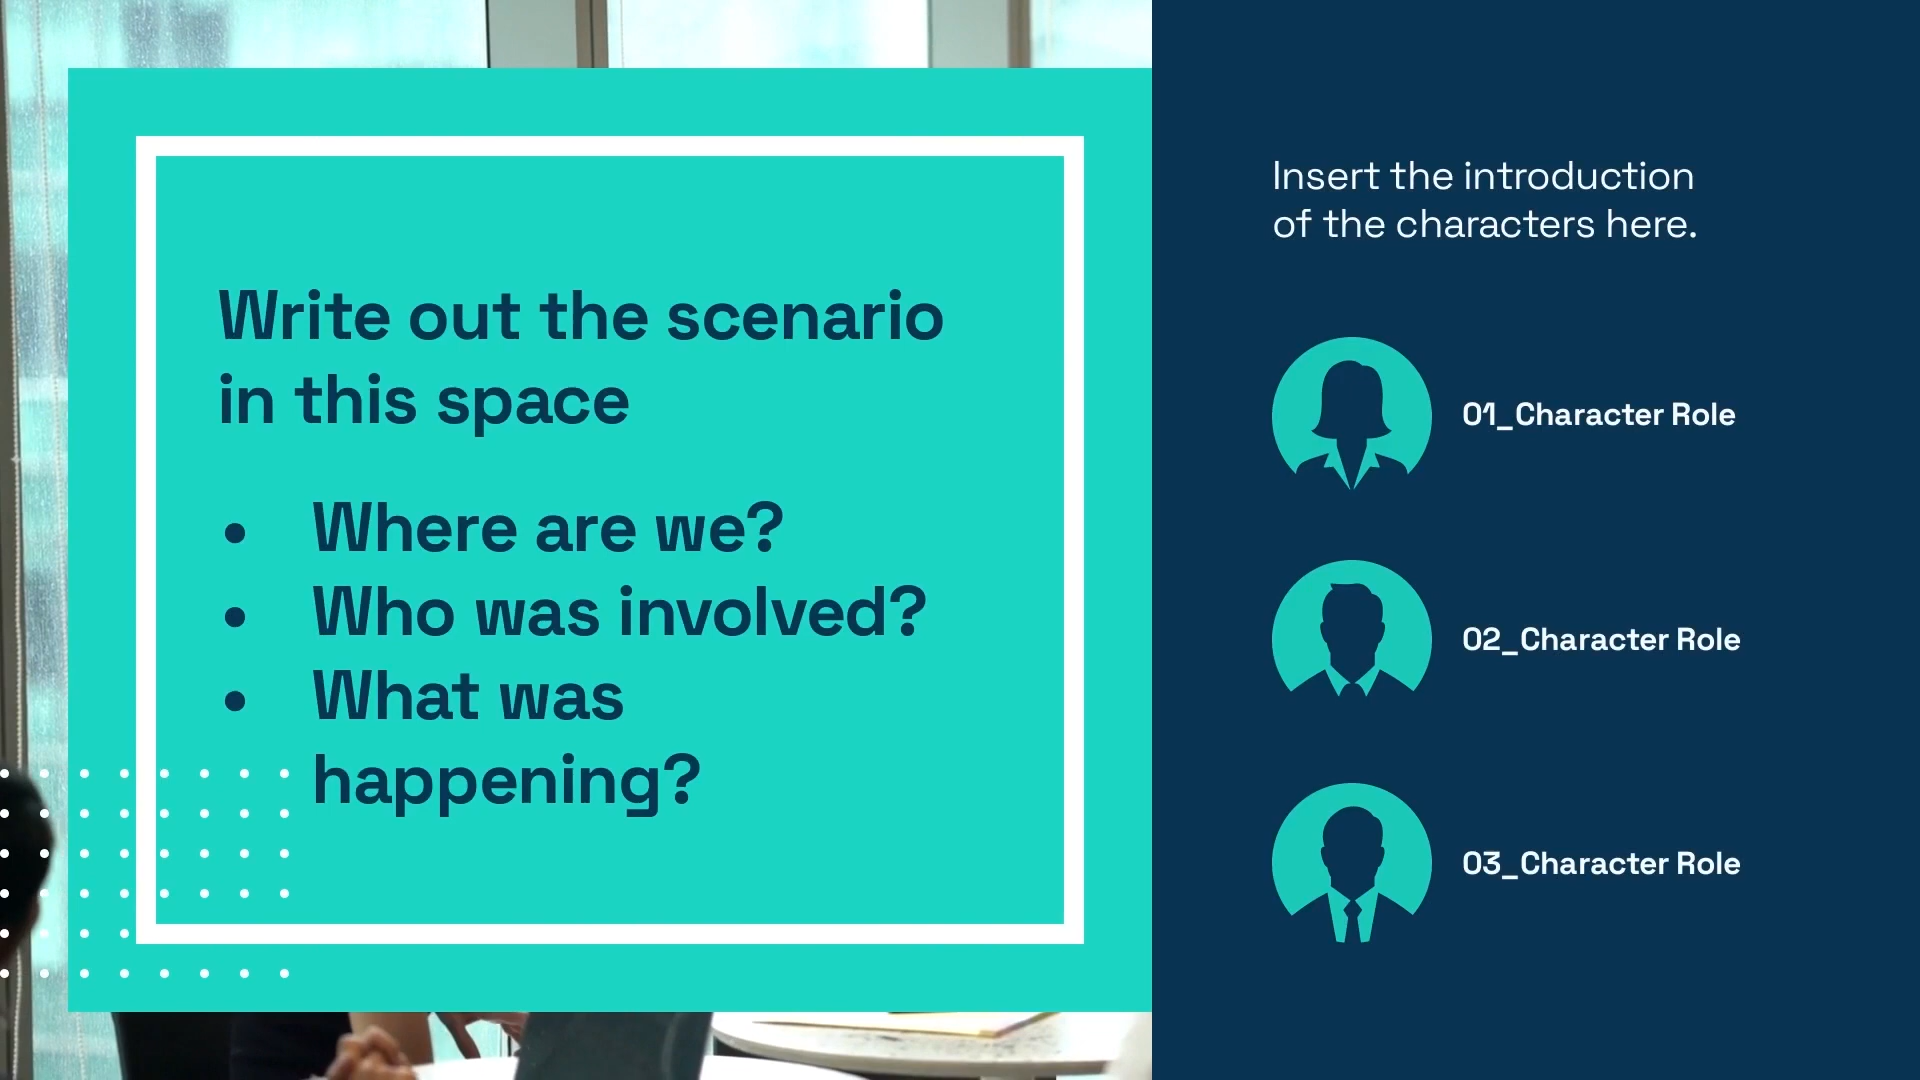 Write out the scenario
in this space
• Where are we?
• Who was involved?
• What was
happening?
Insert the introduction
of the characters here.
01_Character Role
02_Character Role
03_Character Role